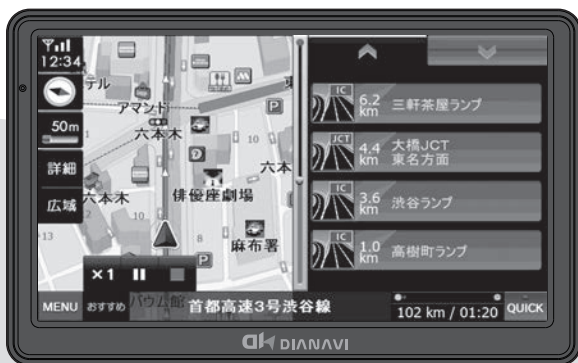 12:34
50m
詳細
広域
MENU
おすすめ
テル
アマンド
六本木
六本
10
六本木
俳優座劇場
10
8
麻布署
13
P
P
×1
バウム館
首都高速3号渋谷線
IC
6.2 km
三軒茶屋ランプ
JCT
4.4 km
大橋JCT
東名方面
IC
3.6 km
渋谷ランプ
IC
1.0 km
高樹町ランプ
102 km / 01:20
QUICK
DIANAVI